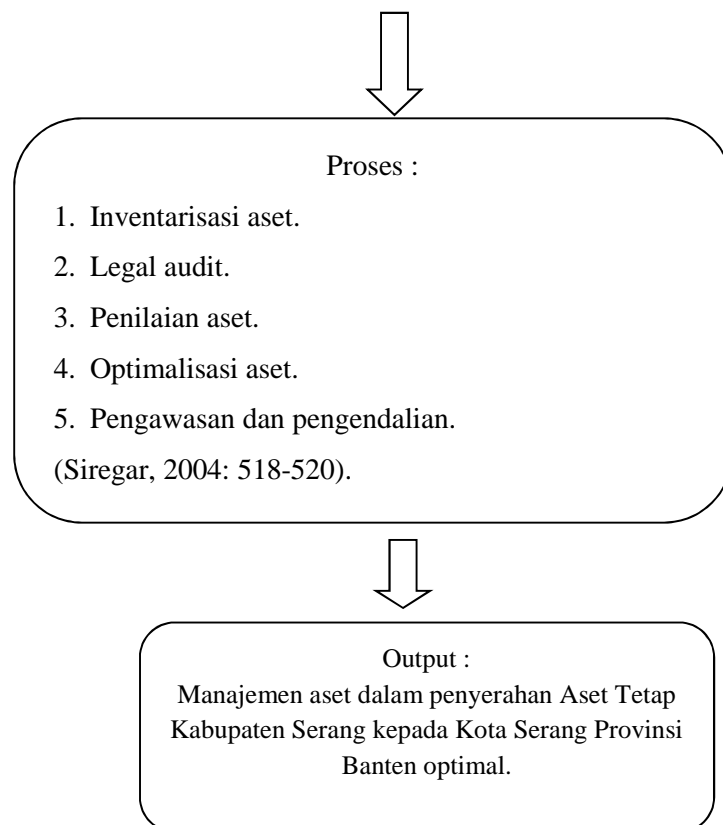 Proses :
1. Inventarisasi aset.
2. Legal audit.
3. Penilaian aset.
4. Optimalisasi aset.
5. Pengawasan dan pengendalian.
(Siregar, 2004: 518-520).
Output :
Manajemen aset dalam penyerahan Aset Tetap
Kabupaten Serang kepada Kota Serang Provinsi
Banten optimal.